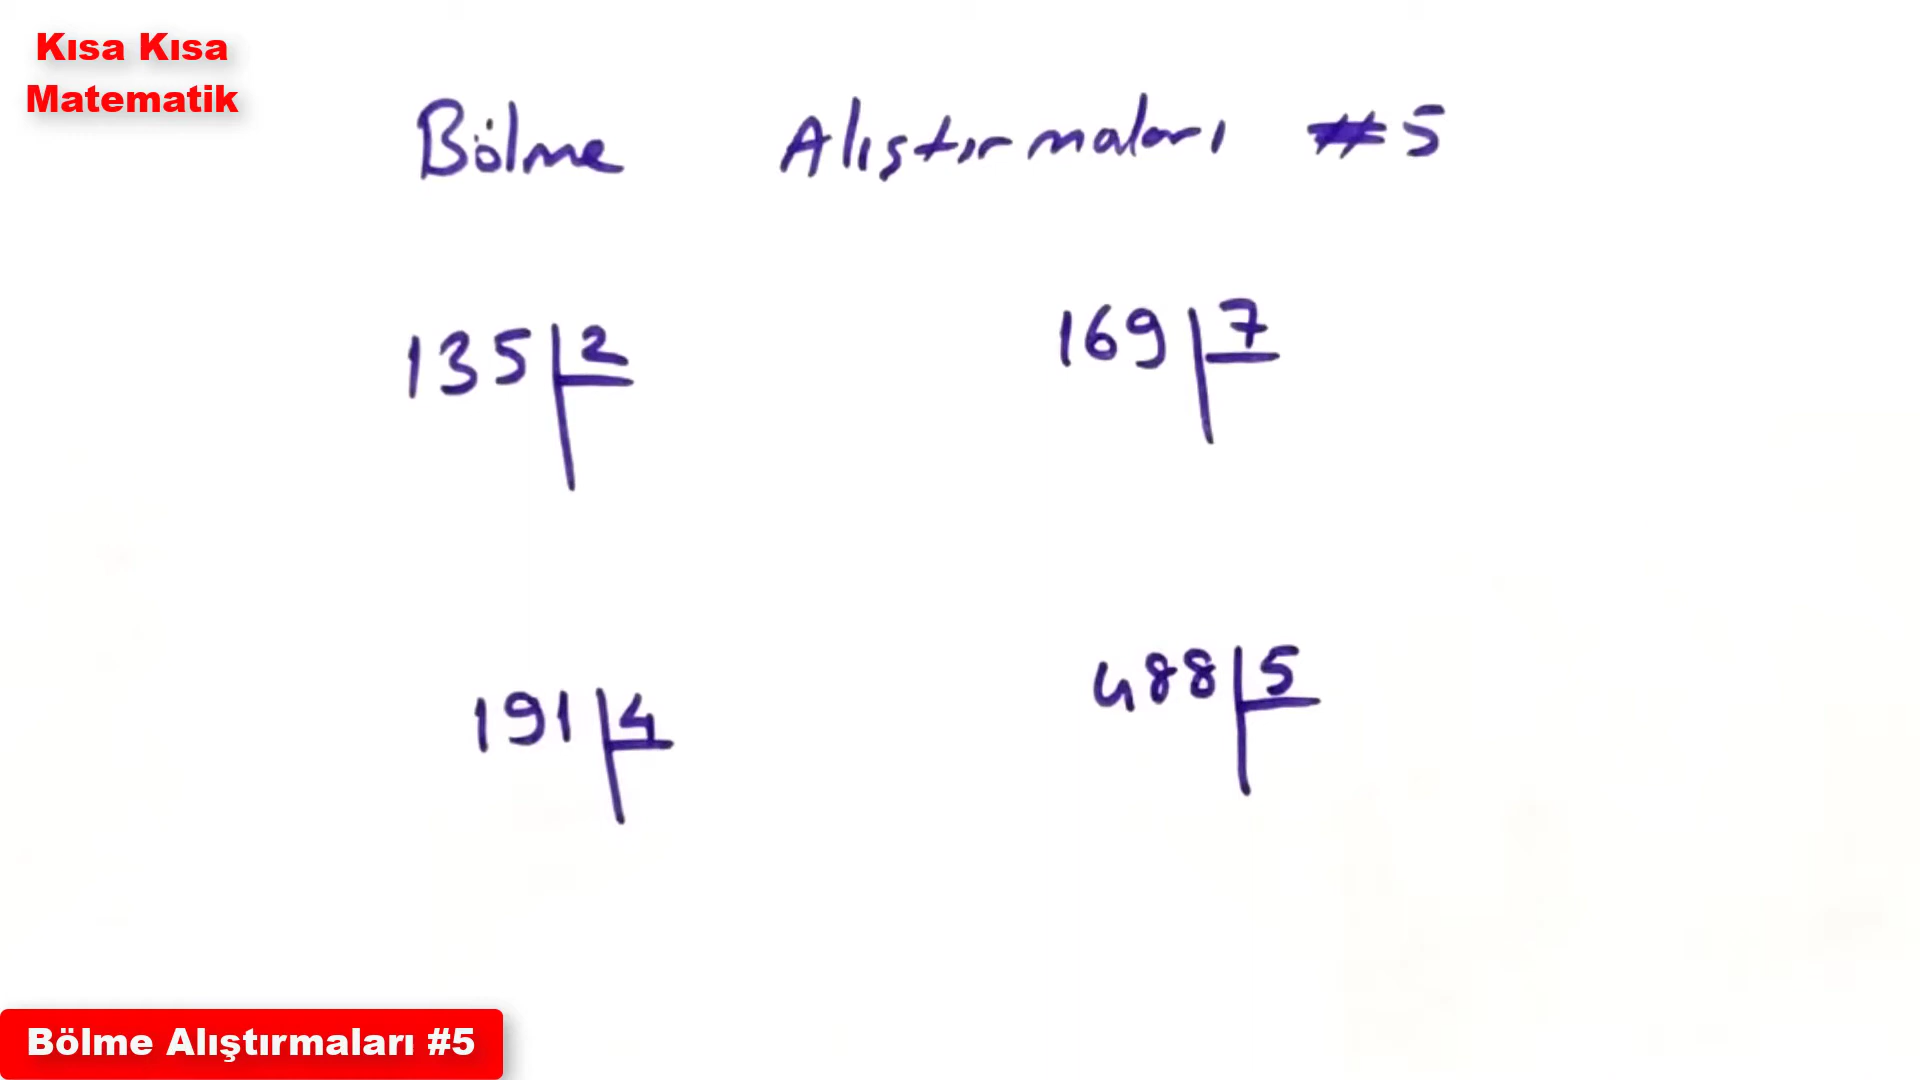 Kısa Kısa
Matematik
Bölme Alıştırmaları #5
135 2
169 7
191 4
488 5
Bölme Alıştırmaları #5